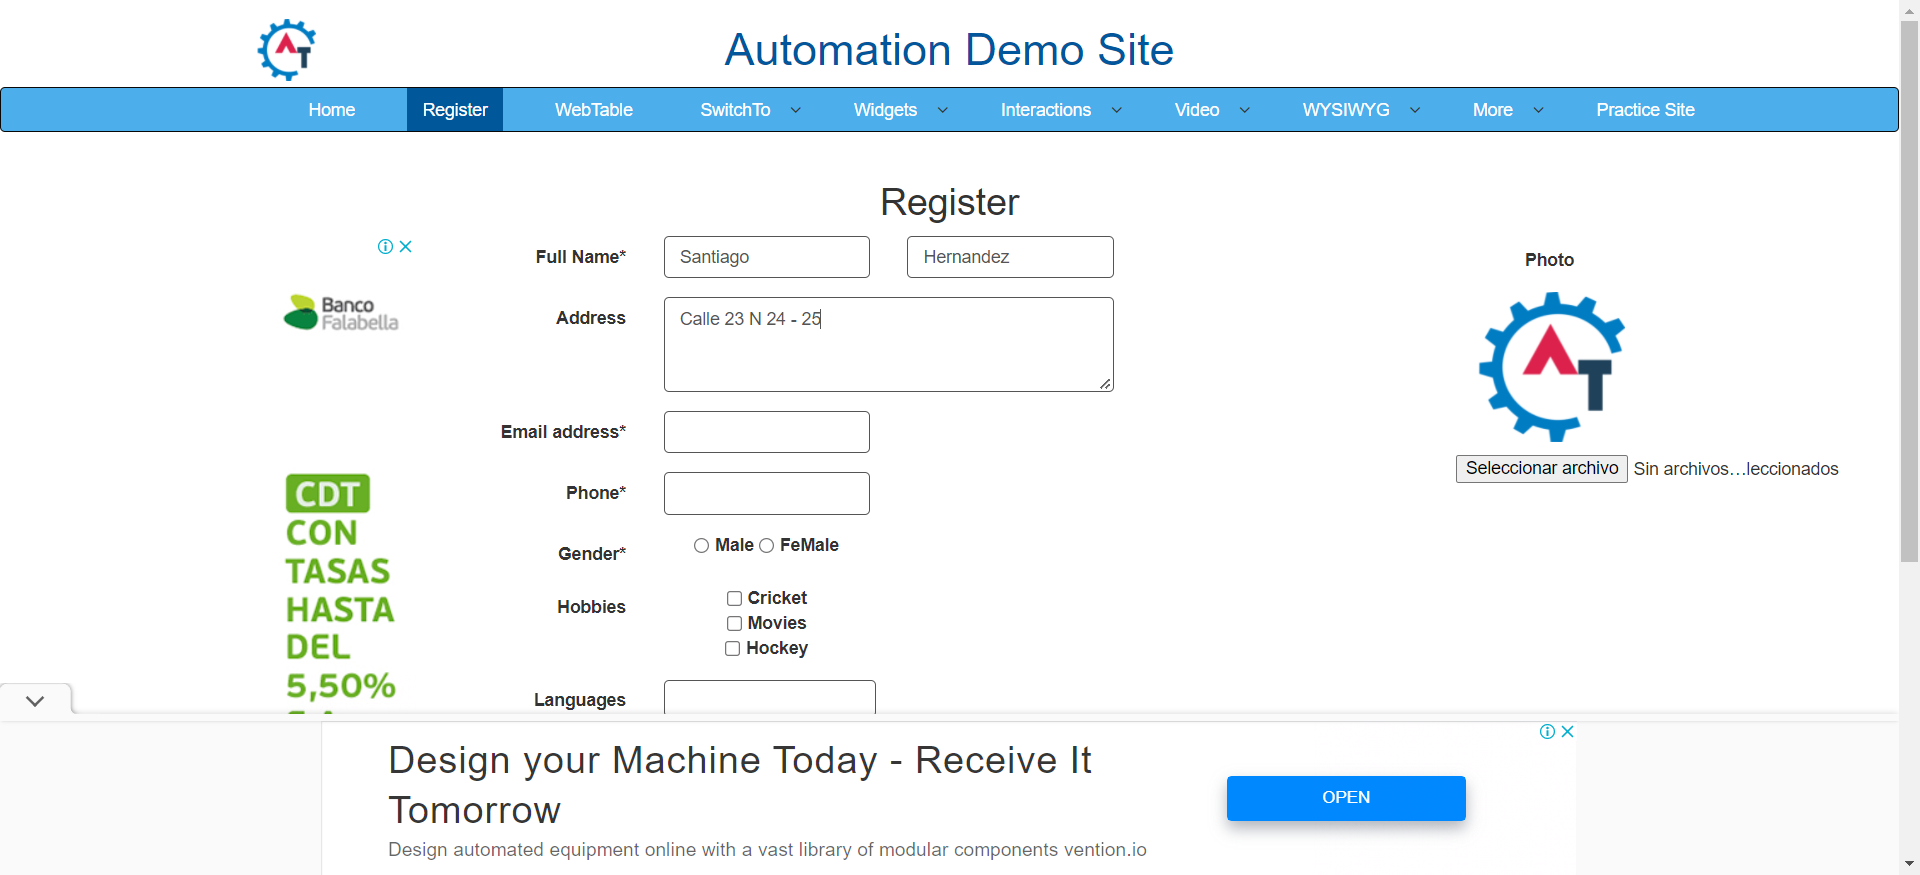 AT
Automation Demo Site
Home Register WebTable SwitchTo Widgets Interactions Video WYSIWYG More Practice Site
Register
Full Name* Santiago Hernandez
Photo
Banco
Falabella
Address Calle 23 N 24 - 25
AT
Email address*
Seleccionar archivo Sin archivos…leccionados
CDT
CON
TASAS
HASTA
DEL
5,50%
Phone*
Gender* Male FeMale
Hobbies Cricket
Movies
Hockey
Languages
Design your Machine Today - Receive It
Tomorrow
OPEN
Design automated equipment online with a vast library of modular components vention.io